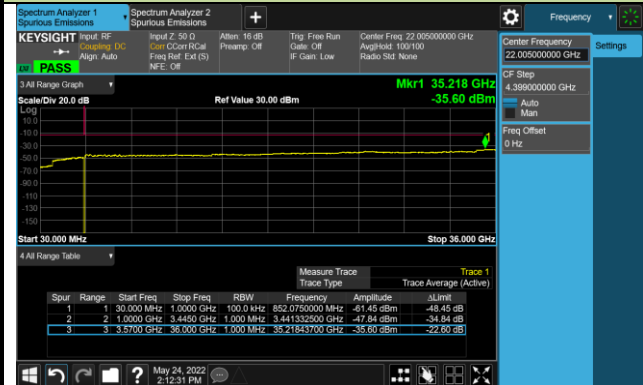 Spectrum Analyzer 1
Spurious Emissions
Spectrum Analyzer 2
Spurious Emissions
+
Frequency
KEYSIGHT
Input: RF
Coupling: DC
Align: Auto
Input Z: 50 Ω
Corr CCorr RCal
Freq Ref: Ext (S)
NFE: Off
Atten: 16 dB
Preamp: Off
Trig: Free Run
Gate: Off
IF Gain: Low
Center Freq: 22.005000000 GHz
Avg|Hold: 100/100
Radio Std: None
PASS
Center Frequency
22.005000000 GHz
Settings
CF Step
4.399000000 GHz
Auto
Man
Freq Offset
0 Hz
3 All Range Graph
Mkr1 35.218 GHz
Scale/Div 20.0 dB
Ref Value 30.00 dBm
-35.60 dBm
Log
10.0
-10.0
-30.0
-50.0
-70.0
-90.0
-110
-130
-150
1
Start 30.000 MHz
Stop 36.000 GHz
4 All Range Table
Measure Trace Trace 1
Trace Type Trace Average (Active)
Spur Range Start Freq Stop Freq RBW Frequency Amplitude ΔLimit
1 1 30.000 MHz 1.0000 GHz 100.0 kHz 852.0750000 MHz -61.45 dBm -48.45 dB
2 2 1.0000 GHz 3.4450 GHz 1.000 MHz 3.441332500 GHz -47.84 dBm -34.84 dB
3 3 3.5700 GHz 36.000 GHz 1.000 MHz 35.21843700 GHz -35.60 dBm -22.60 dB
?
May 24, 2022
2:12:31 PM